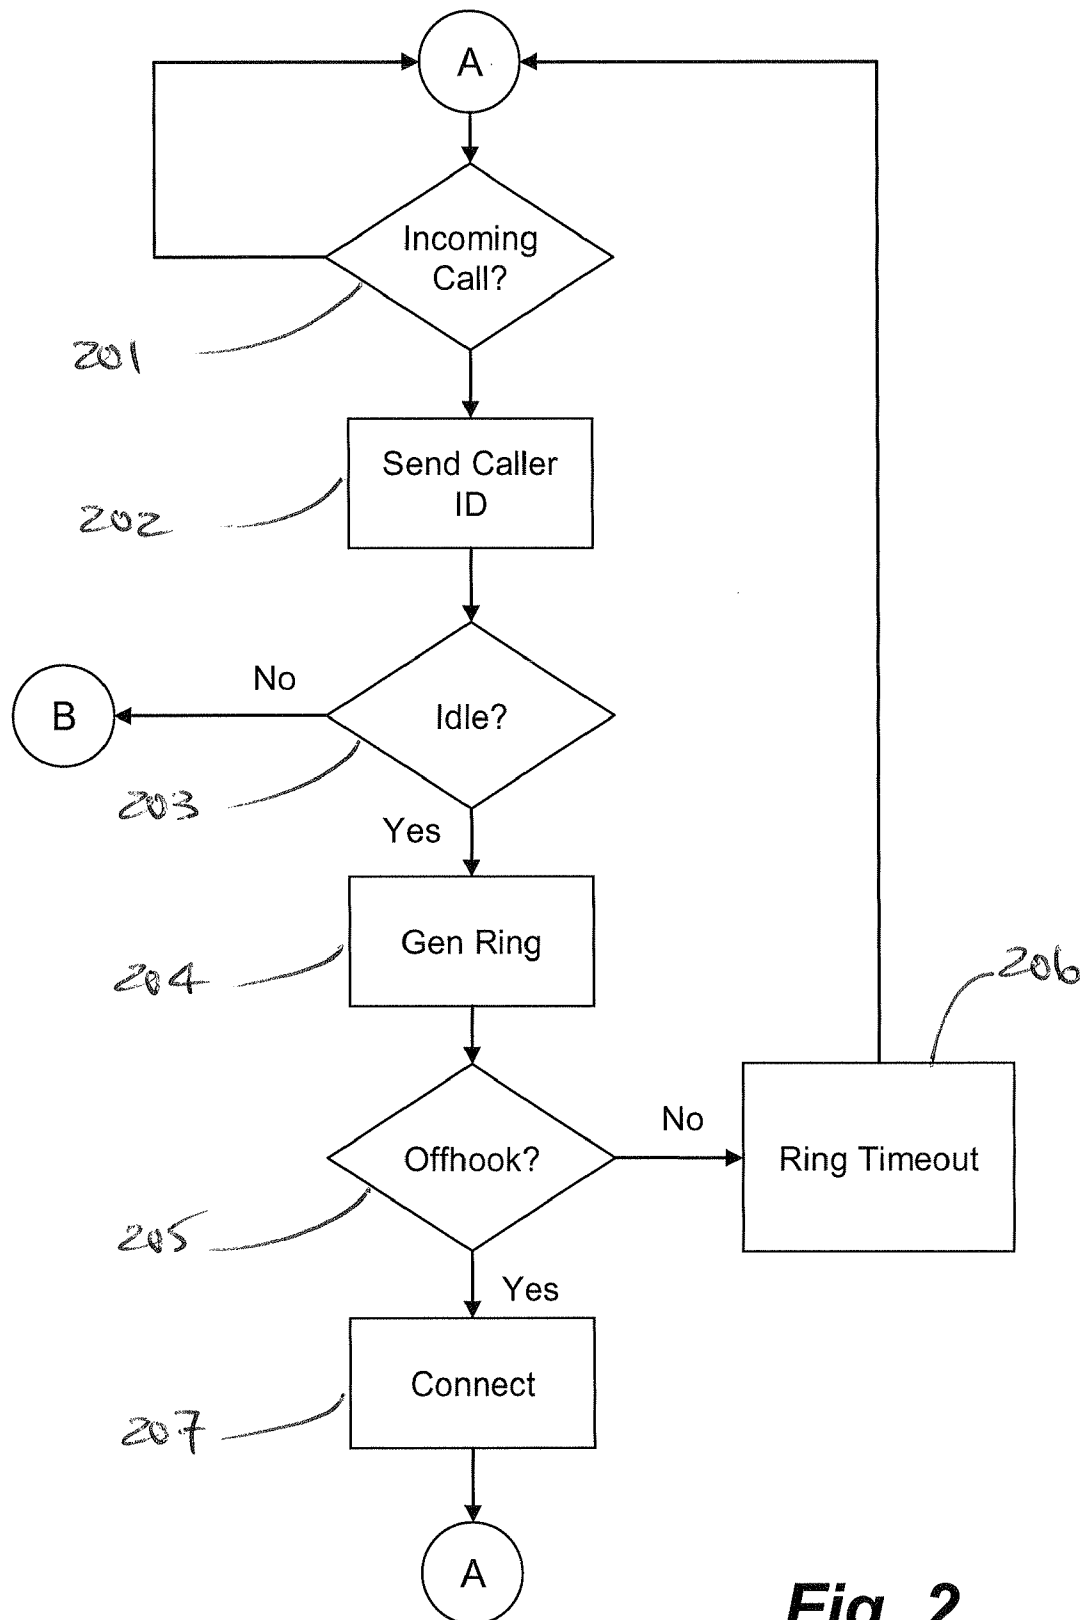 A
Incoming
Call?
201
Send Caller
ID
202
No
B
Idle?
203
Yes
Gen Ring
204
206
No
Offhook?
Ring Timeout
205
Yes
Connect
207
A
Fig. 2